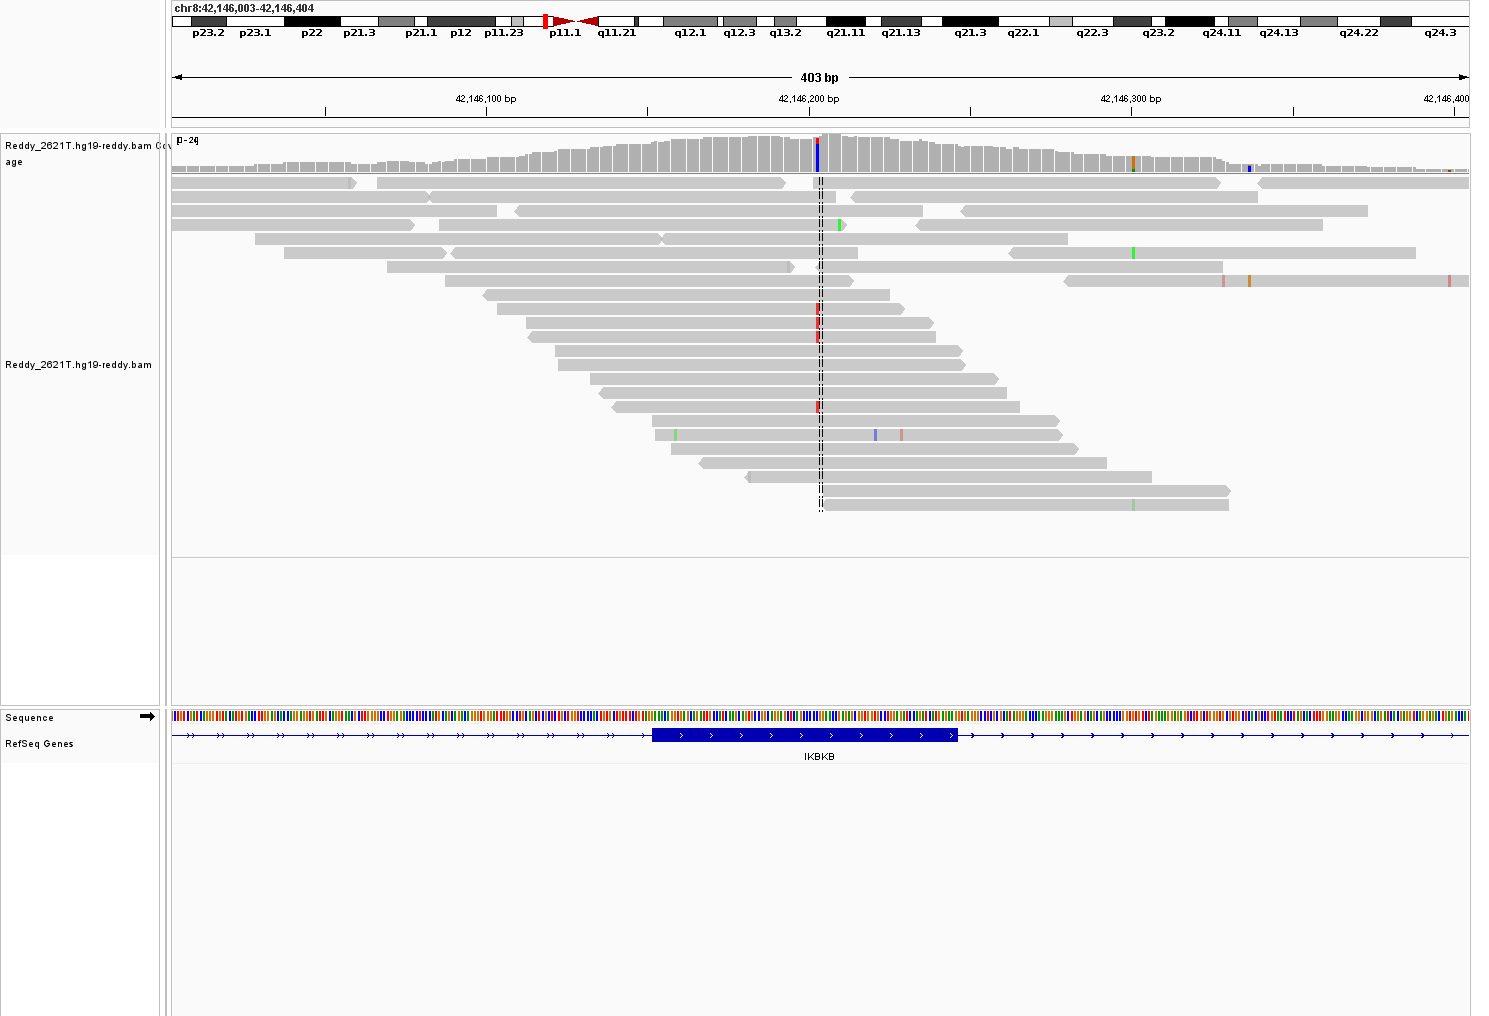 chr8:42,146,003-42,146,404
p23.2 p23.1 p22 p21.3 p21.1 p12 p11.23 p11.1 q11.21 q12.1 q12.3 q13.2 q21.11 q21.13 q21.3 q22.1 q22.3 q23.2 q24.11 q24.13 q24.22 q24.3
403 bp
42,146,100 bp 42,146,200 bp 42,146,300 bp 42,146,400
Reddy_2621T.hg19-reddy.bam Cov
age
[0-24]
Reddy_2621T.hg19-reddy.bam
Sequence
RefSeq Genes
IKBKB